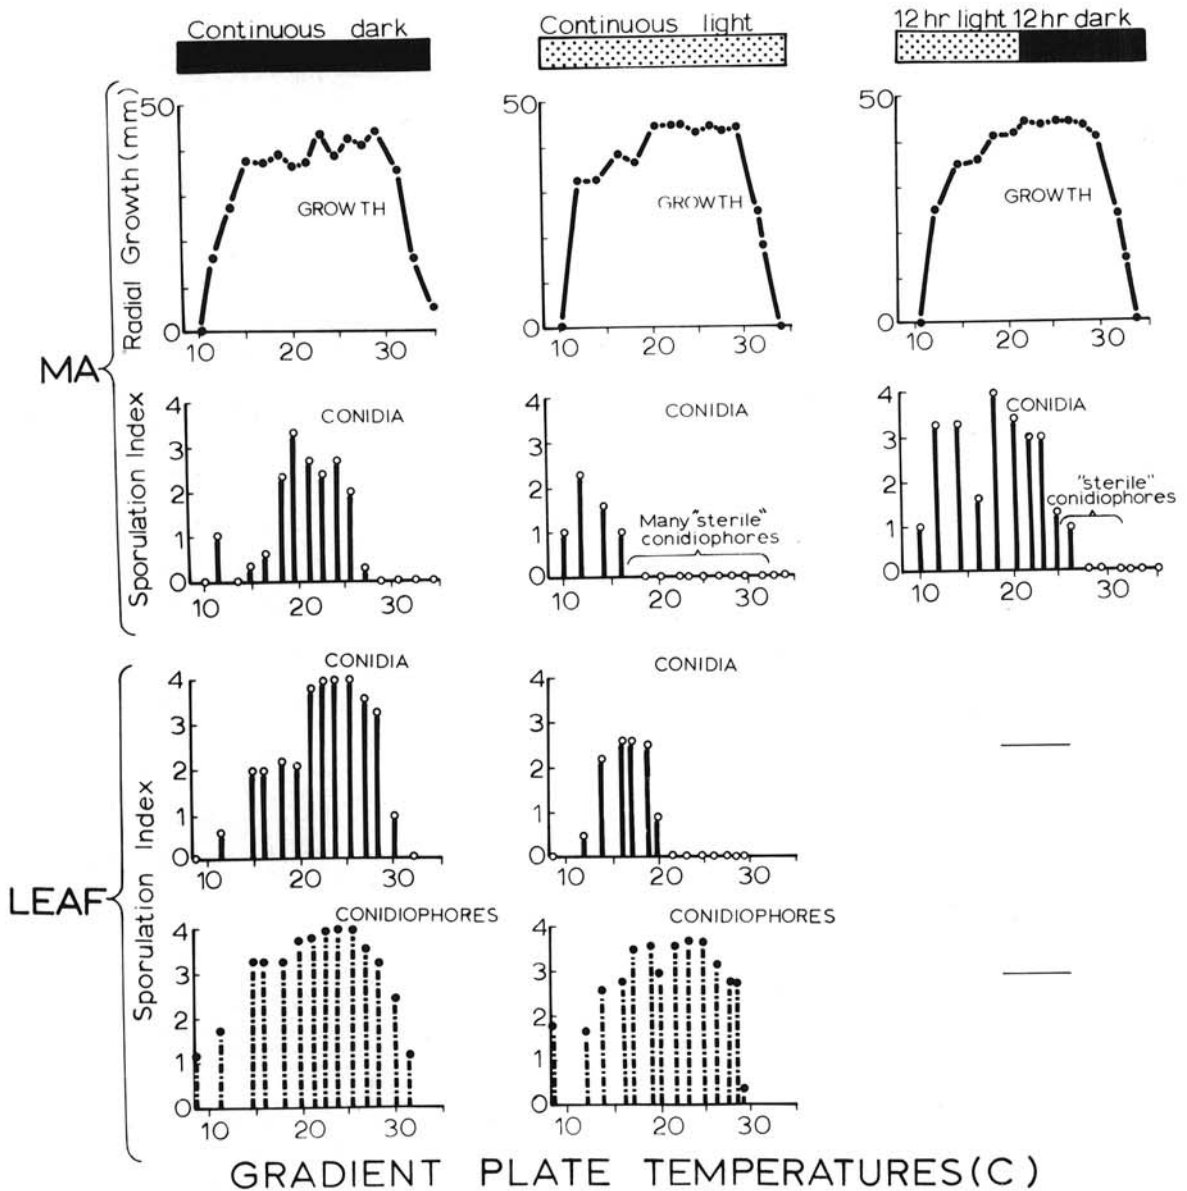 Continuous dark
Continuous light
12 hr light 12hr dark
MA
Radial Growth (mm)
50
0
10 20 30
GROWTH
50
0
10 20 30
GROWTH
50
0
10 20 30
GROWTH
Sporulation Index
4
3
2
1
0
10 20 30
CONIDIA
4
3
2
1
0
10 20 30
CONIDIA
Many "sterile"
conidiophores
4
3
2
1
0
10 20 30
CONIDIA
"sterile"
conidiophores
LEAF
Sporulation Index
4
3
2
1
0
10 20 30
CONIDIA
4
3
2
1
0
10 20 30
CONIDIA
Sporulation Index
4
3
2
1
0
10 20 30
CONIDIOPHORES
4
3
2
1
0
10 20 30
CONIDIOPHORES
GRADIENT PLATE TEMPERATURES (C)